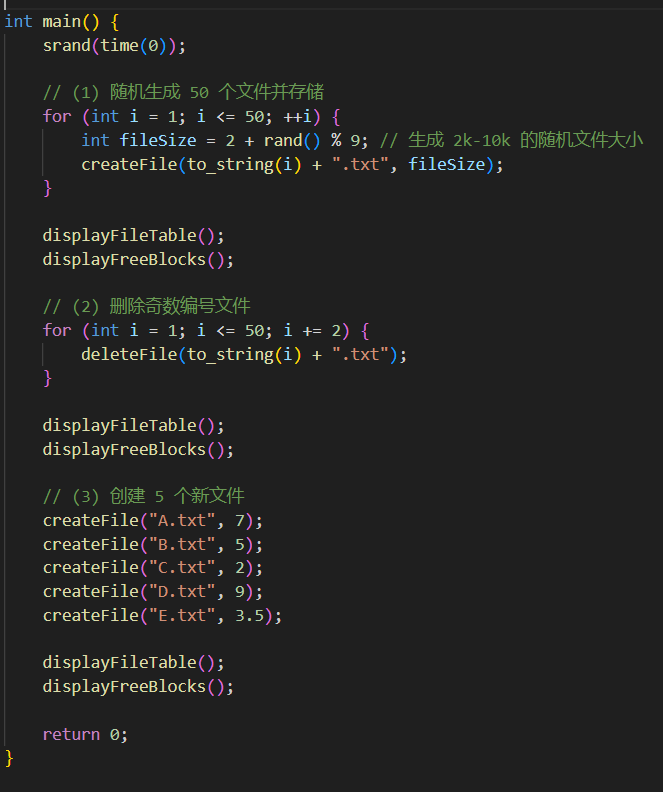 int main() {
    srand(time(0));

    // (1) 随机生成 50 个文件并存储
    for (int i = 1; i <= 50; ++i) {
        int fileSize = 2 + rand() % 9; // 生成 2k-10k 的随机文件大小
        createFile(to_string(i) + ".txt", fileSize);
    }

    displayFileTable();
    displayFreeBlocks();

    // (2) 删除奇数编号文件
    for (int i = 1; i <= 50; i += 2) {
        deleteFile(to_string(i) + ".txt");
    }

    displayFileTable();
    displayFreeBlocks();

    // (3) 创建 5 个新文件
    createFile("A.txt", 7);
    createFile("B.txt", 5);
    createFile("C.txt", 2);
    createFile("D.txt", 9);
    createFile("E.txt", 3.5);

    displayFileTable();
    displayFreeBlocks();

    return 0;
}